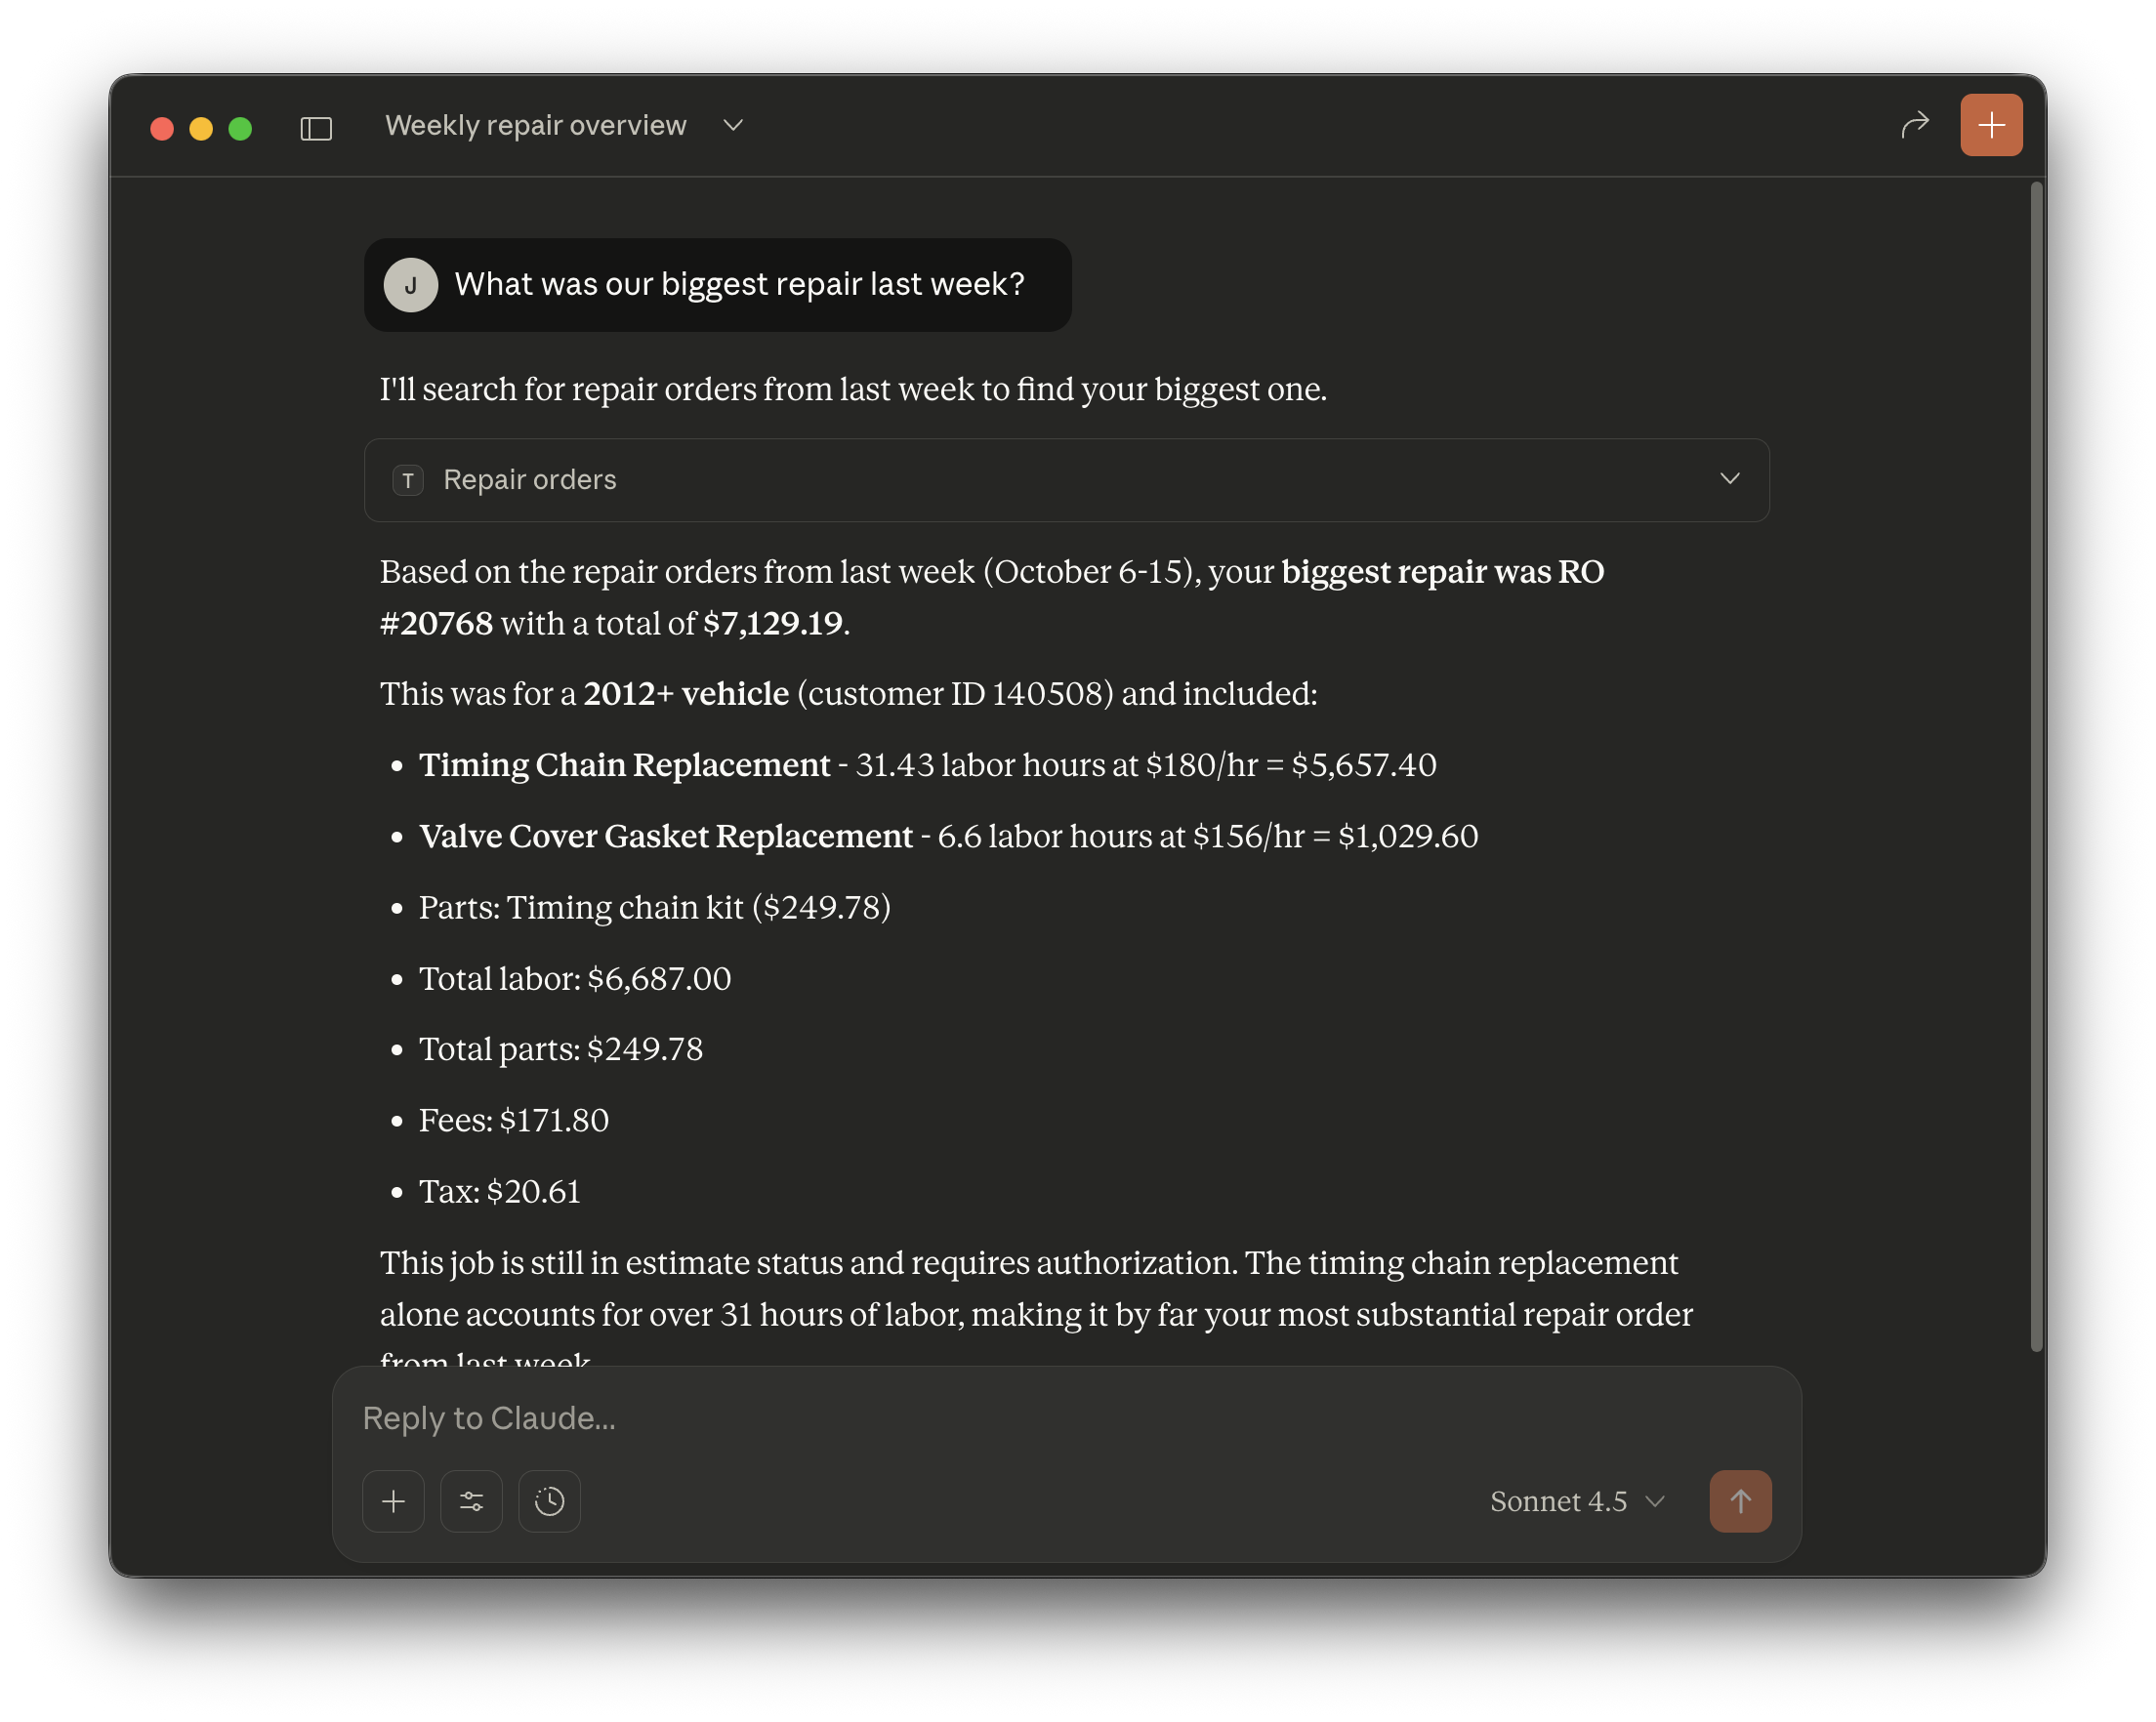 Weekly repair overview
J
What was our biggest repair last week?
I'll search for repair orders from last week to find your biggest one.
T Repair orders
Based on the repair orders from last week (October 6-15), your biggest repair was RO
#20768 with a total of $7,129.19.
This was for a 2012+ vehicle (customer ID 140508) and included:
• Timing Chain Replacement - 31.43 labor hours at $180/hr = $5,657.40
• Valve Cover Gasket Replacement - 6.6 labor hours at $156/hr = $1,029.60
• Parts: Timing chain kit ($249.78)
• Total labor: $6,687.00
• Total parts: $249.78
• Fees: $171.80
• Tax: $20.61
This job is still in estimate status and requires authorization. The timing chain replacement
alone accounts for over 31 hours of labor, making it by far your most substantial repair order
from last week
Reply to Claude...
Sonnet 4.5